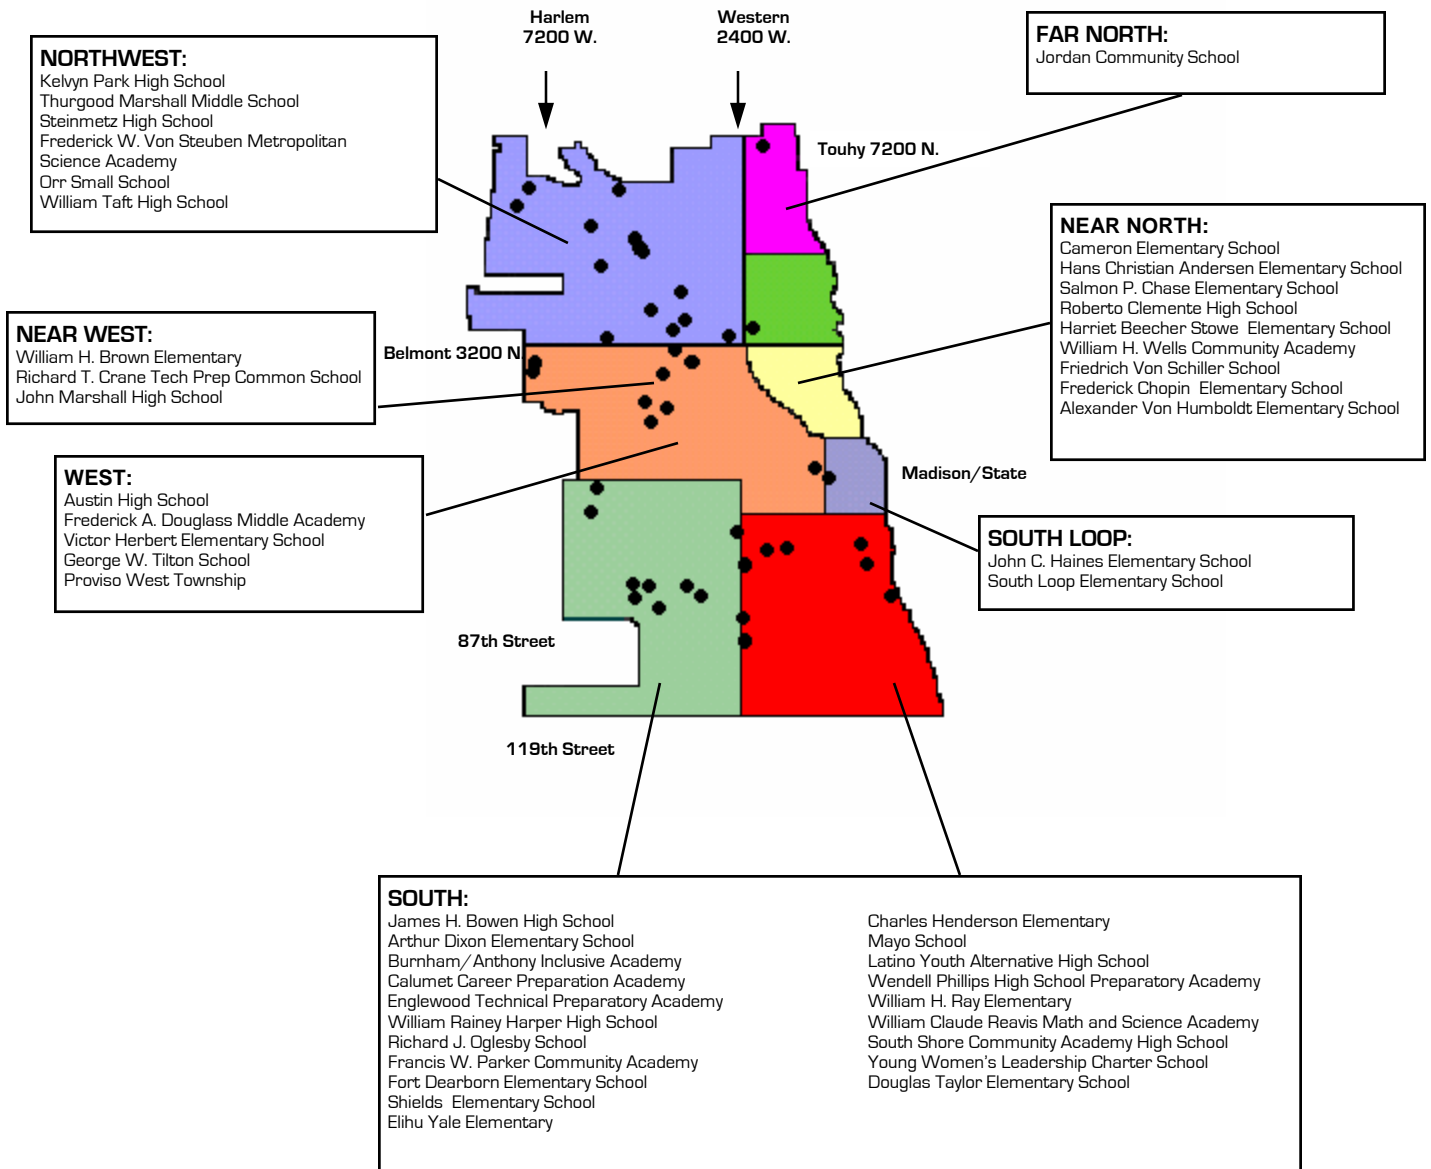 Harlem
7200 W.
Western
2400 W.
FAR NORTH:
Jordan Community School
NORTHWEST:
Kelvyn Park High School
Thurgood Marshall Middle School
Steinmetz High School
Frederick W. Von Steuben Metropolitan
Science Academy
Orr Small School
William Taft High School
Touhy 7200 N.
NEAR NORTH:
Cameron Elementary School
Hans Christian Andersen Elementary School
Salmon P. Chase Elementary School
Roberto Clemente High School
Harriet Beecher Stowe Elementary School
William H. Wells Community Academy
Friedrich Von Schiller School
Frederick Chopin Elementary School
Alexander Von Humboldt Elementary School
NEAR WEST:
William H. Brown Elementary
Richard T. Crane Tech Prep Common School
John Marshall High School
Belmont 3200 N
WEST:
Austin High School
Frederick A. Douglass Middle Academy
Victor Herbert Elementary School
George W. Tilton School
Proviso West Township
Madison/State
SOUTH LOOP:
John C. Haines Elementary School
South Loop Elementary School
87th Street
119th Street
SOUTH:
James H. Bowen High School
Arthur Dixon Elementary School
Burnham/Anthony Inclusive Academy
Calumet Career Preparation Academy
Englewood Technical Preparatory Academy
William Rainey Harper High School
Richard J. Oglesby School
Francis W. Parker Community Academy
Fort Dearborn Elementary School
Shields Elementary School
Elihu Yale Elementary
Charles Henderson Elementary
Mayo School
Latino Youth Alternative High School
Wendell Phillips High School Preparatory Academy
William H. Ray Elementary
William Claude Reavis Math and Science Academy
South Shore Community Academy High School
Young Women's Leadership Charter School
Douglas Taylor Elementary School